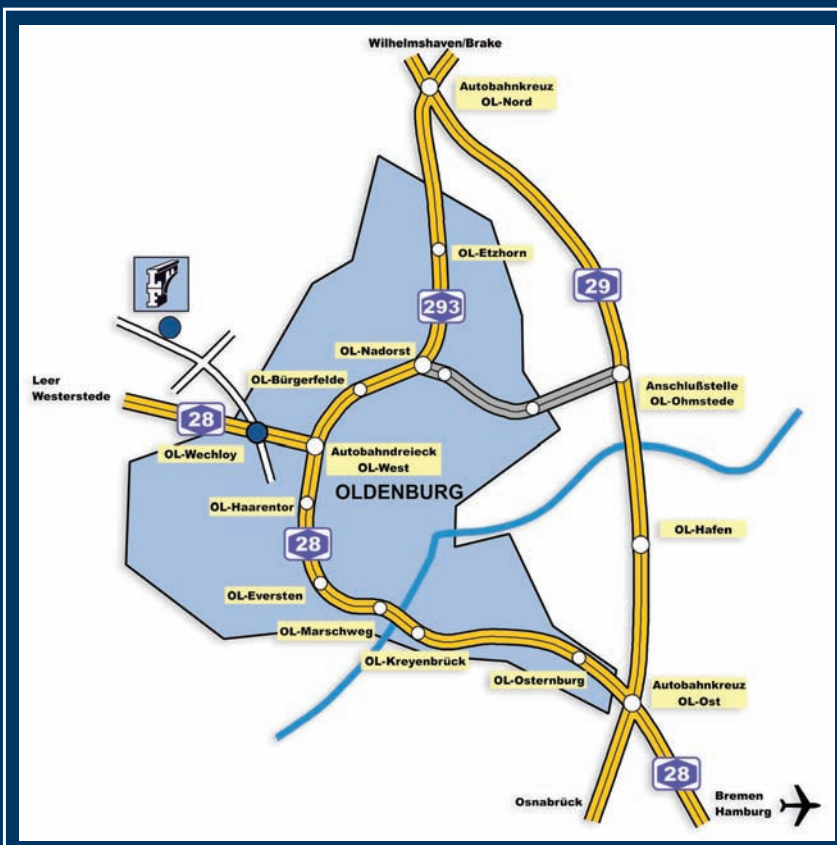 Wilhelmshaven/Brake
Autobahnkreuz
OL-Nord
OL-Etzhorn
29
293
LE
OL-Nadorst
OL-Bürgerfelde
Leer
Westerstede
Anschlußstelle
OL-Ohmstede
28
OL-Wechloy
Autobahndreieck
OL-West
OLDENBURG
OL-Haarentor
28
OL-Hafen
OL-Eversten
OL-Marschweg
OL-Kreyenbrück
OL-Osternburg
Autobahnkreuz
OL-Ost
28
Osnabrück
Bremen
Hamburg